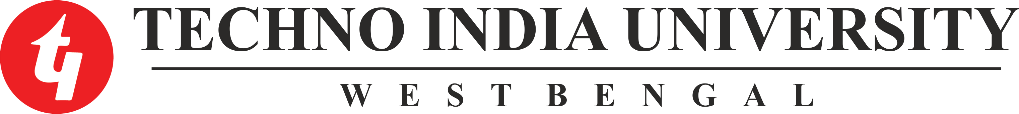 TECHNO INDIA UNIVERSITY
WEST BENGAL